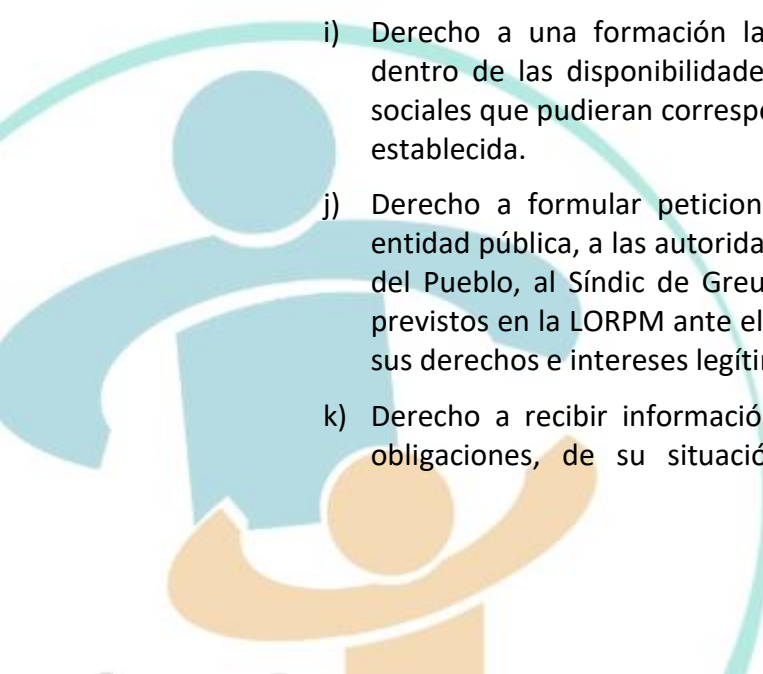 i) Derecho a una formación la
dentro de las disponibilidade
sociales que pudieran correspo
establecida.
j) Derecho a formular peticion
entidad pública, a las autorida
del Pueblo, al Síndic de Greu
previstos en la LORPM ante el
sus derechos e intereses legíti
k) Derecho a recibir informació
obligaciones, de su situació